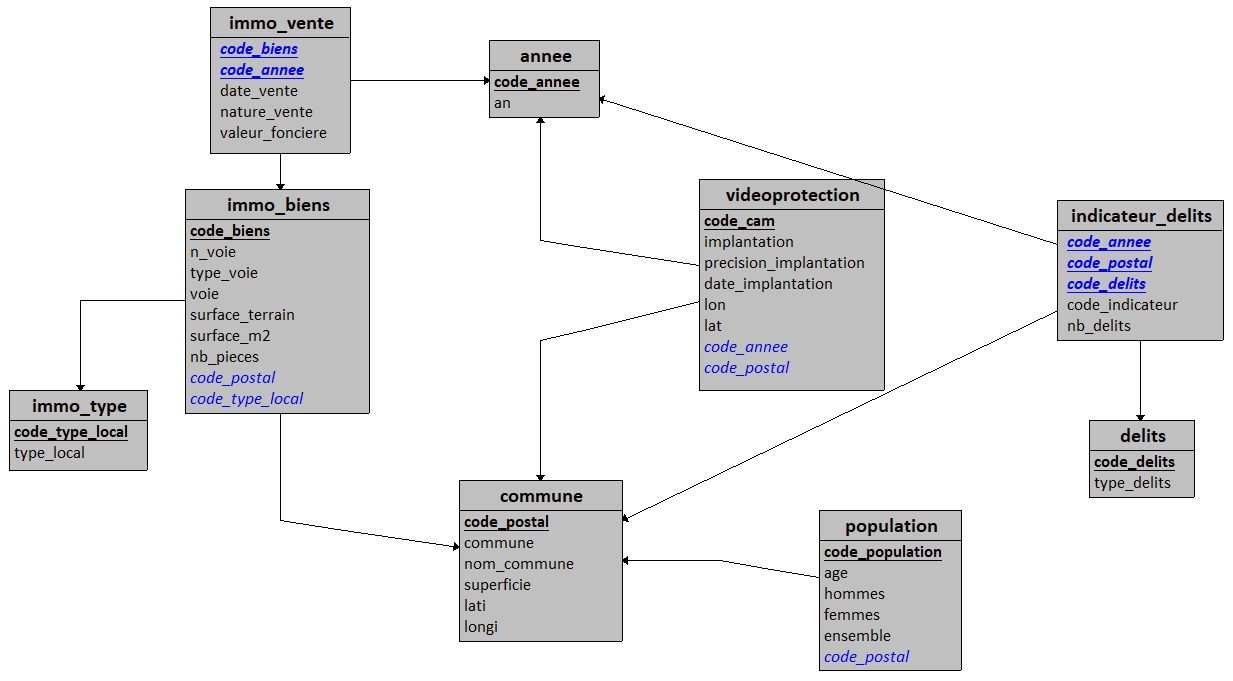 immo_vente
code_biens
code_annee
date_vente
nature_vente
valeur_fonciere
annee
code_annee
an
immo_biens
code_biens
n_voie
type_voie
voie
surface_terrain
surface_m2
nb_pieces
code_postal
code_type_local
videoprotection
code_cam
implantation
precision_implantation
date_implantation
lon
lat
code_annee
code_postal
indicateur_delits
code_annee
code_postal
code_delits
code_indicateur
nb_delits
immo_type
code_type_local
type_local
delits
code_delits
type_delits
commune
code_postal
commune
nom_commune
superficie
lati
longi
population
code_population
age
hommes
femmes
ensemble
code_postal